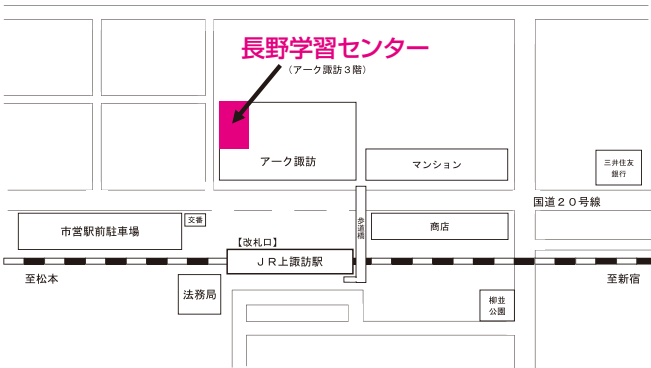 長野学習センター
（アーク諏訪３階）
アーク諏訪
マンション
三井住友
銀行
国道２０号線
交番
市営駅前駐車場
歩道橋
商店
【改札口】
ＪＲ上諏訪駅
至松本
至新宿
法務局
柳並
公園